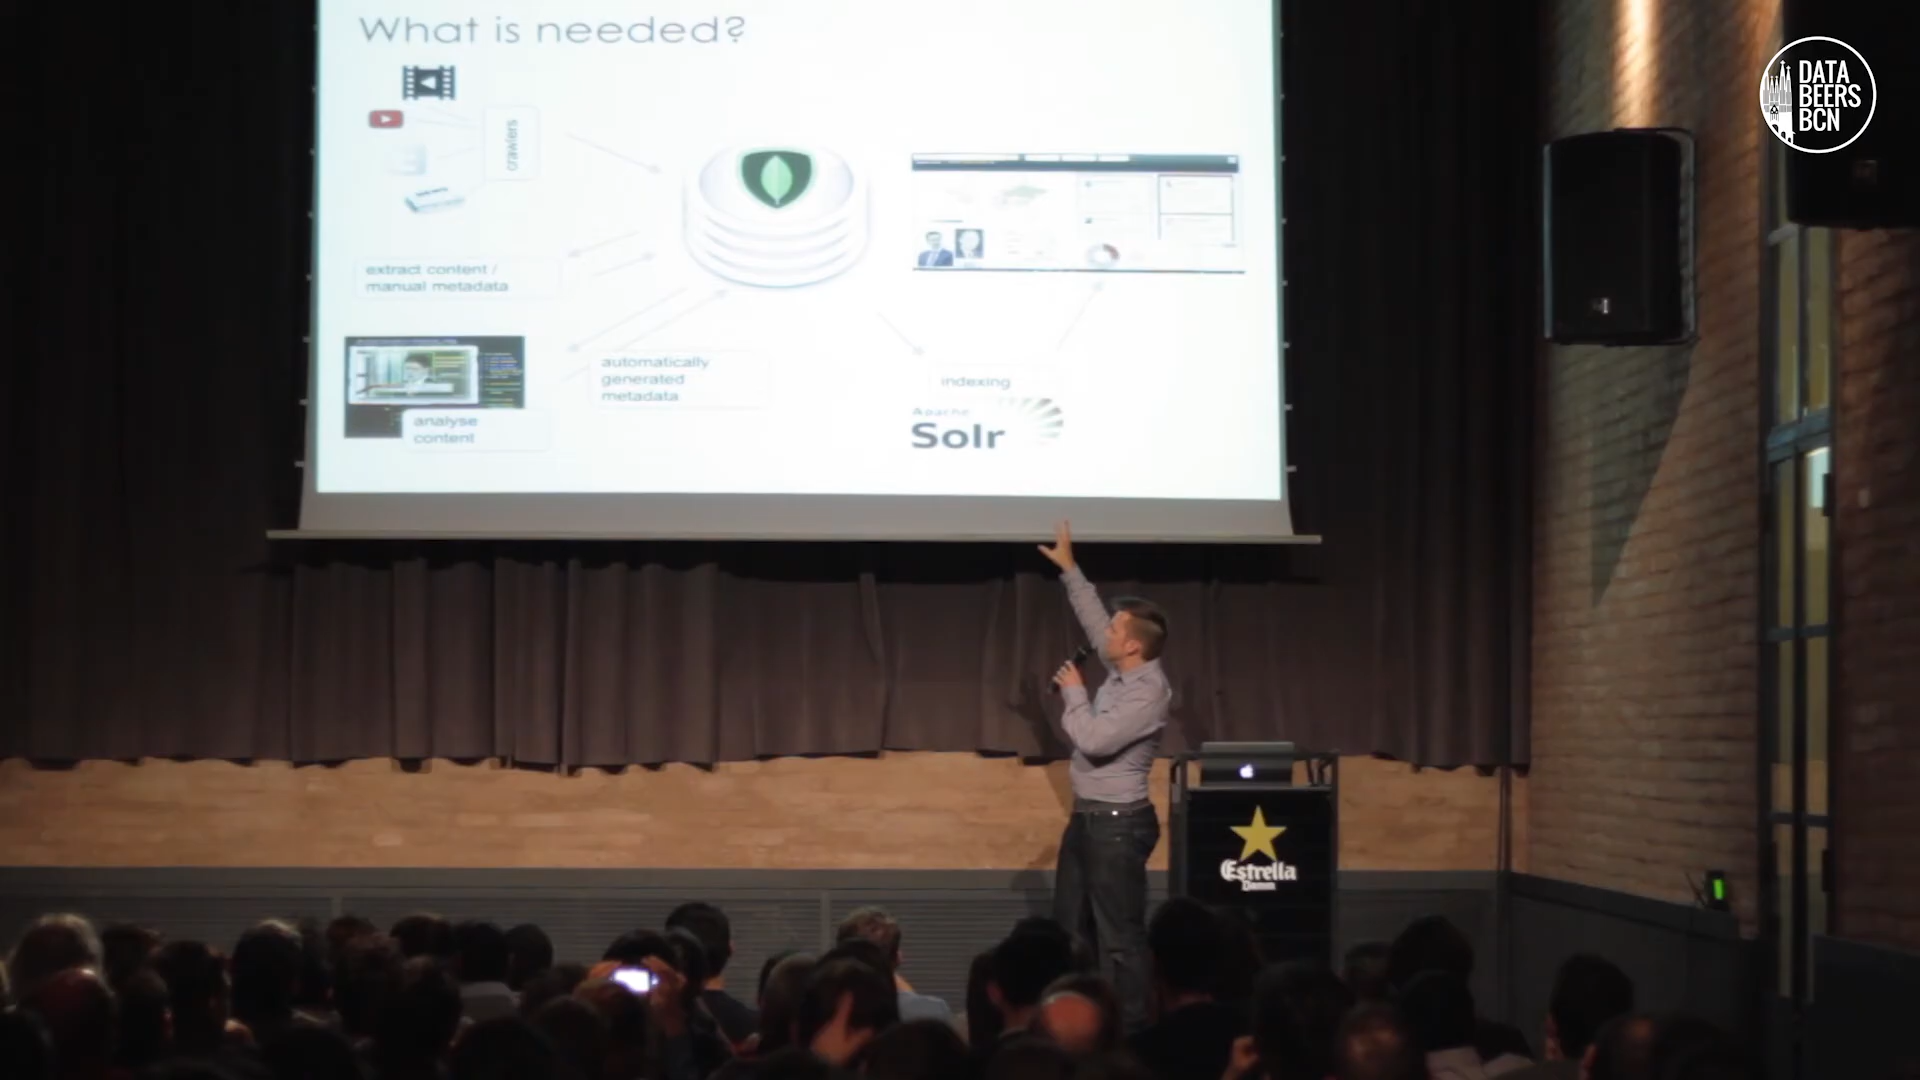 What is needed?
crawlers
extract content /
manual metadata
automatically
generated
metadata
analyse
content
indexing
Apache
Solr
DATA
BEERS
BCN
Estrella
Damm